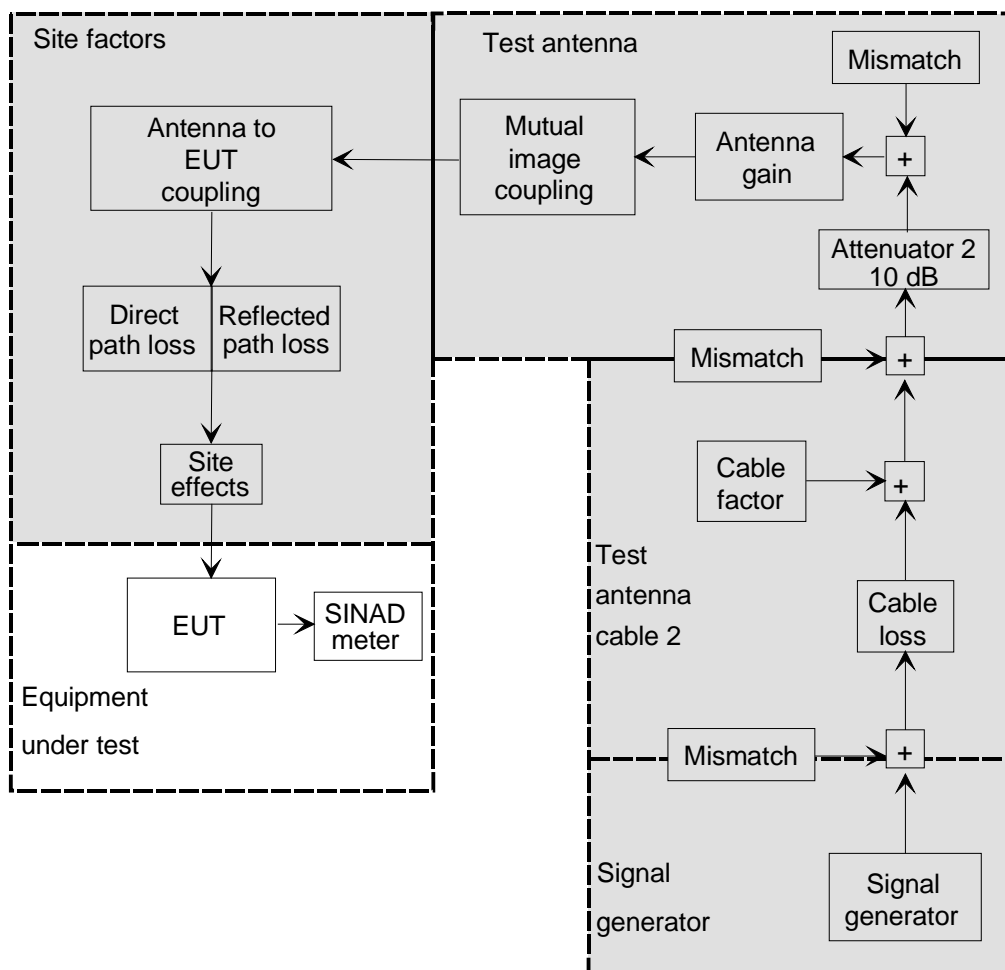 Site factors
Test antenna
Mismatch
Antenna to
EUT
coupling
Mutual
image
coupling
Antenna
gain
+
Attenuator 2
10 dB
Direct
path loss
Reflected
path loss
Mismatch
+
Site
effects
Cable
factor
+
Test
antenna
cable 2
Cable
loss
EUT
SINAD
meter
Equipment
under test
Mismatch
+
Signal
generator
Signal
generator